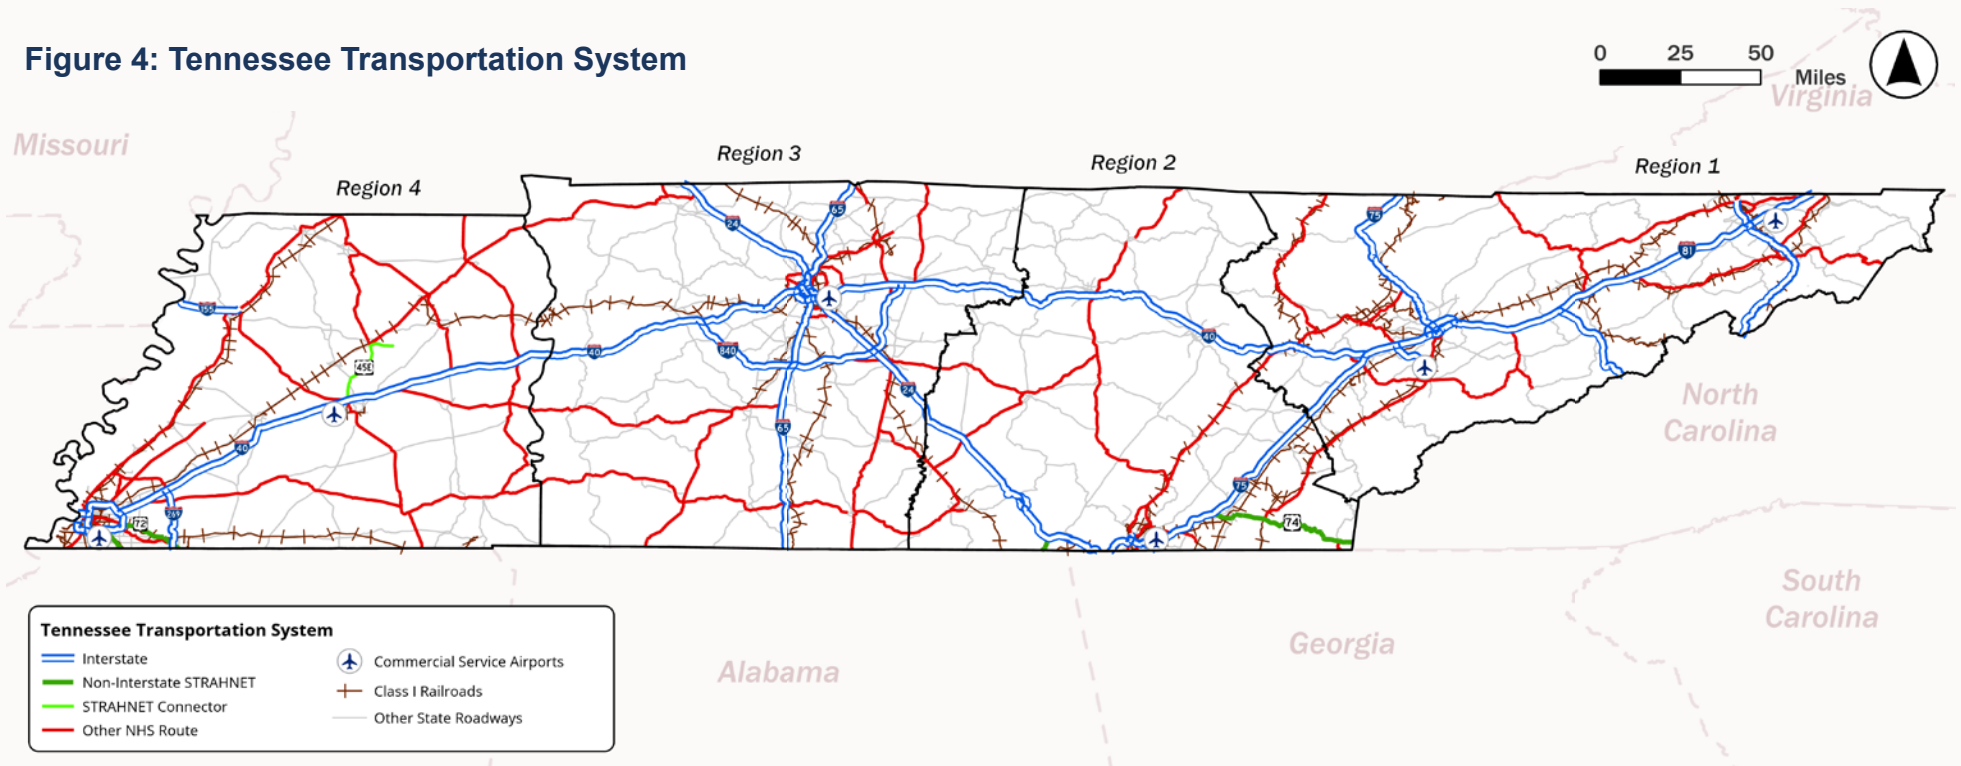 Figure 4: Tennessee Transportation System
0 25 50
Miles
Virginia
Missouri
Region 4
Region 3
Region 2
Region 1
24
65
75
81
155
40
840
40
45E
24
40
65
75
269
72
74
North
Carolina
South
Carolina
Georgia
Alabama
Tennessee Transportation System
Interstate
Non-Interstate STRAHNET
STRAHNET Connector
Other NHS Route
Commercial Service Airports
Class I Railroads
Other State Roadways